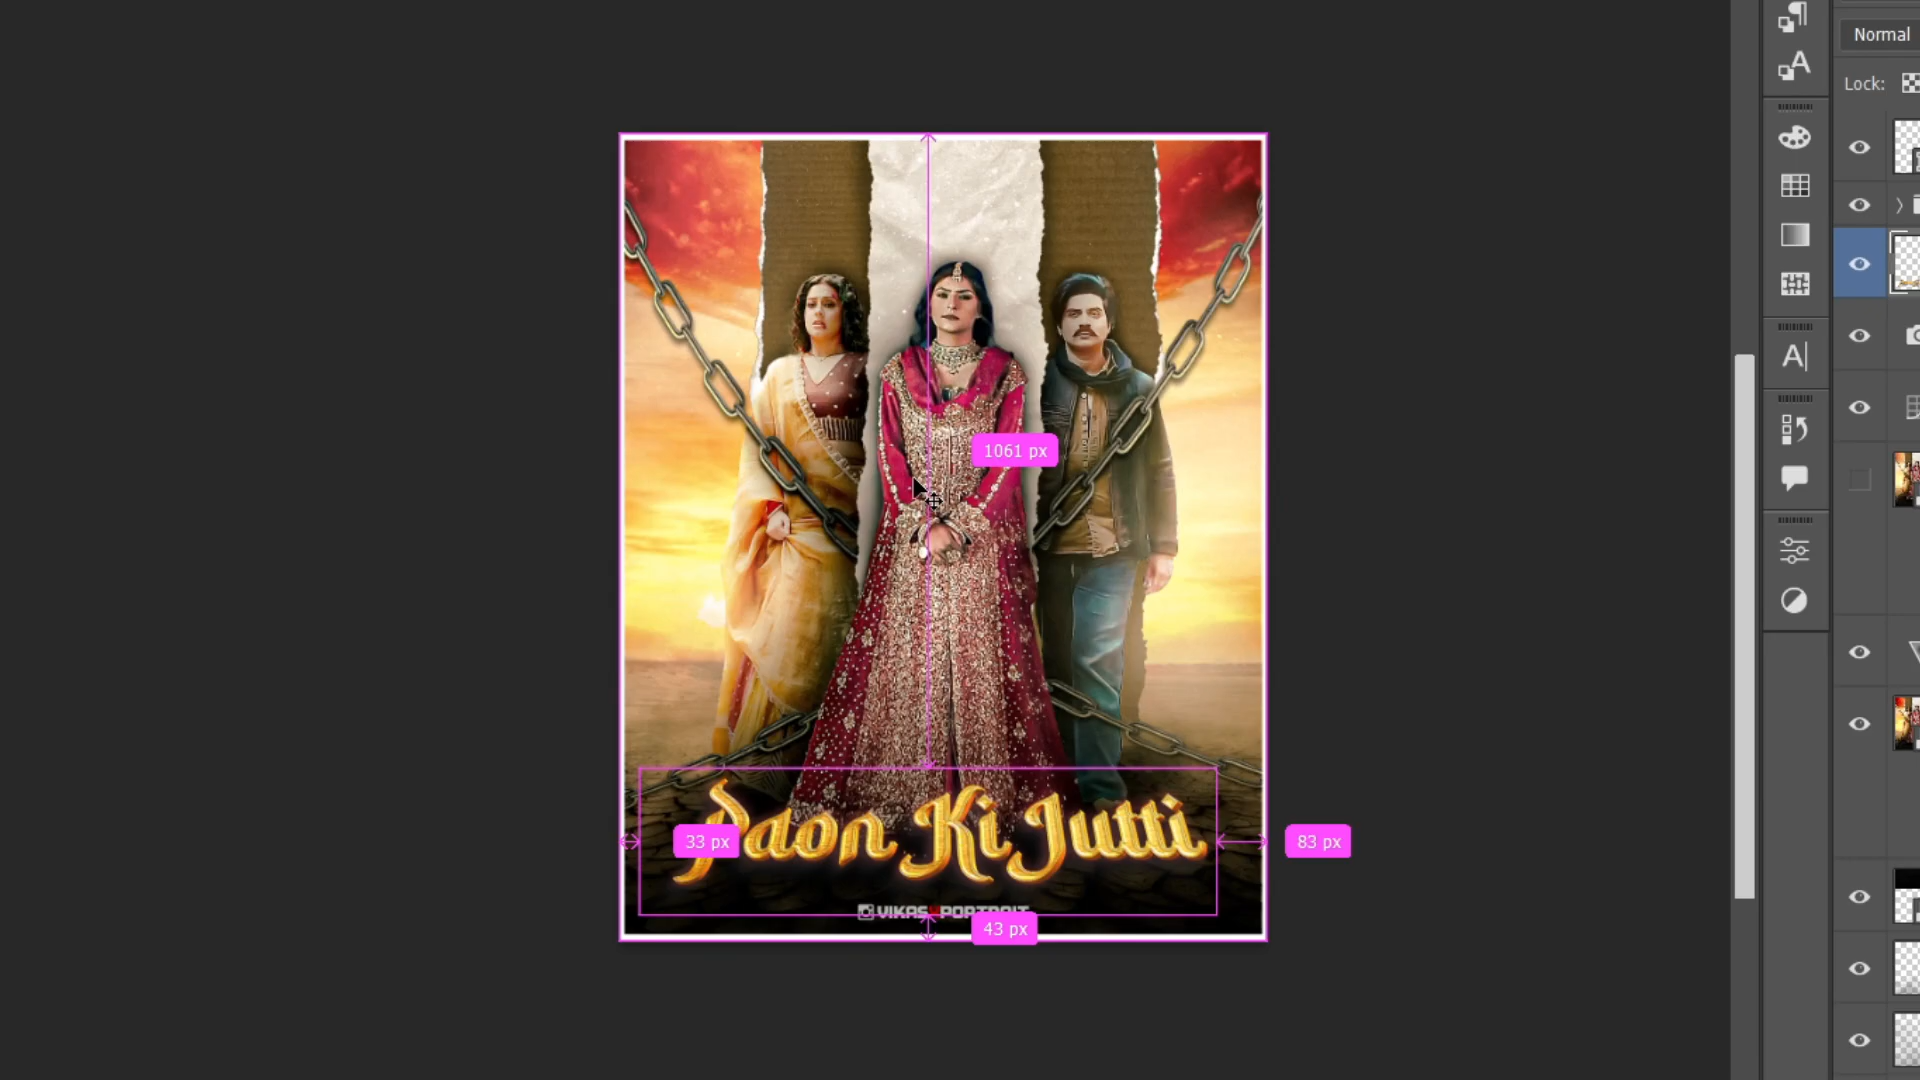 Normal
Lock:
1061 px
Paon Ki Jutti
33 px
83 px
VIKAS PORTRAIT
43 px